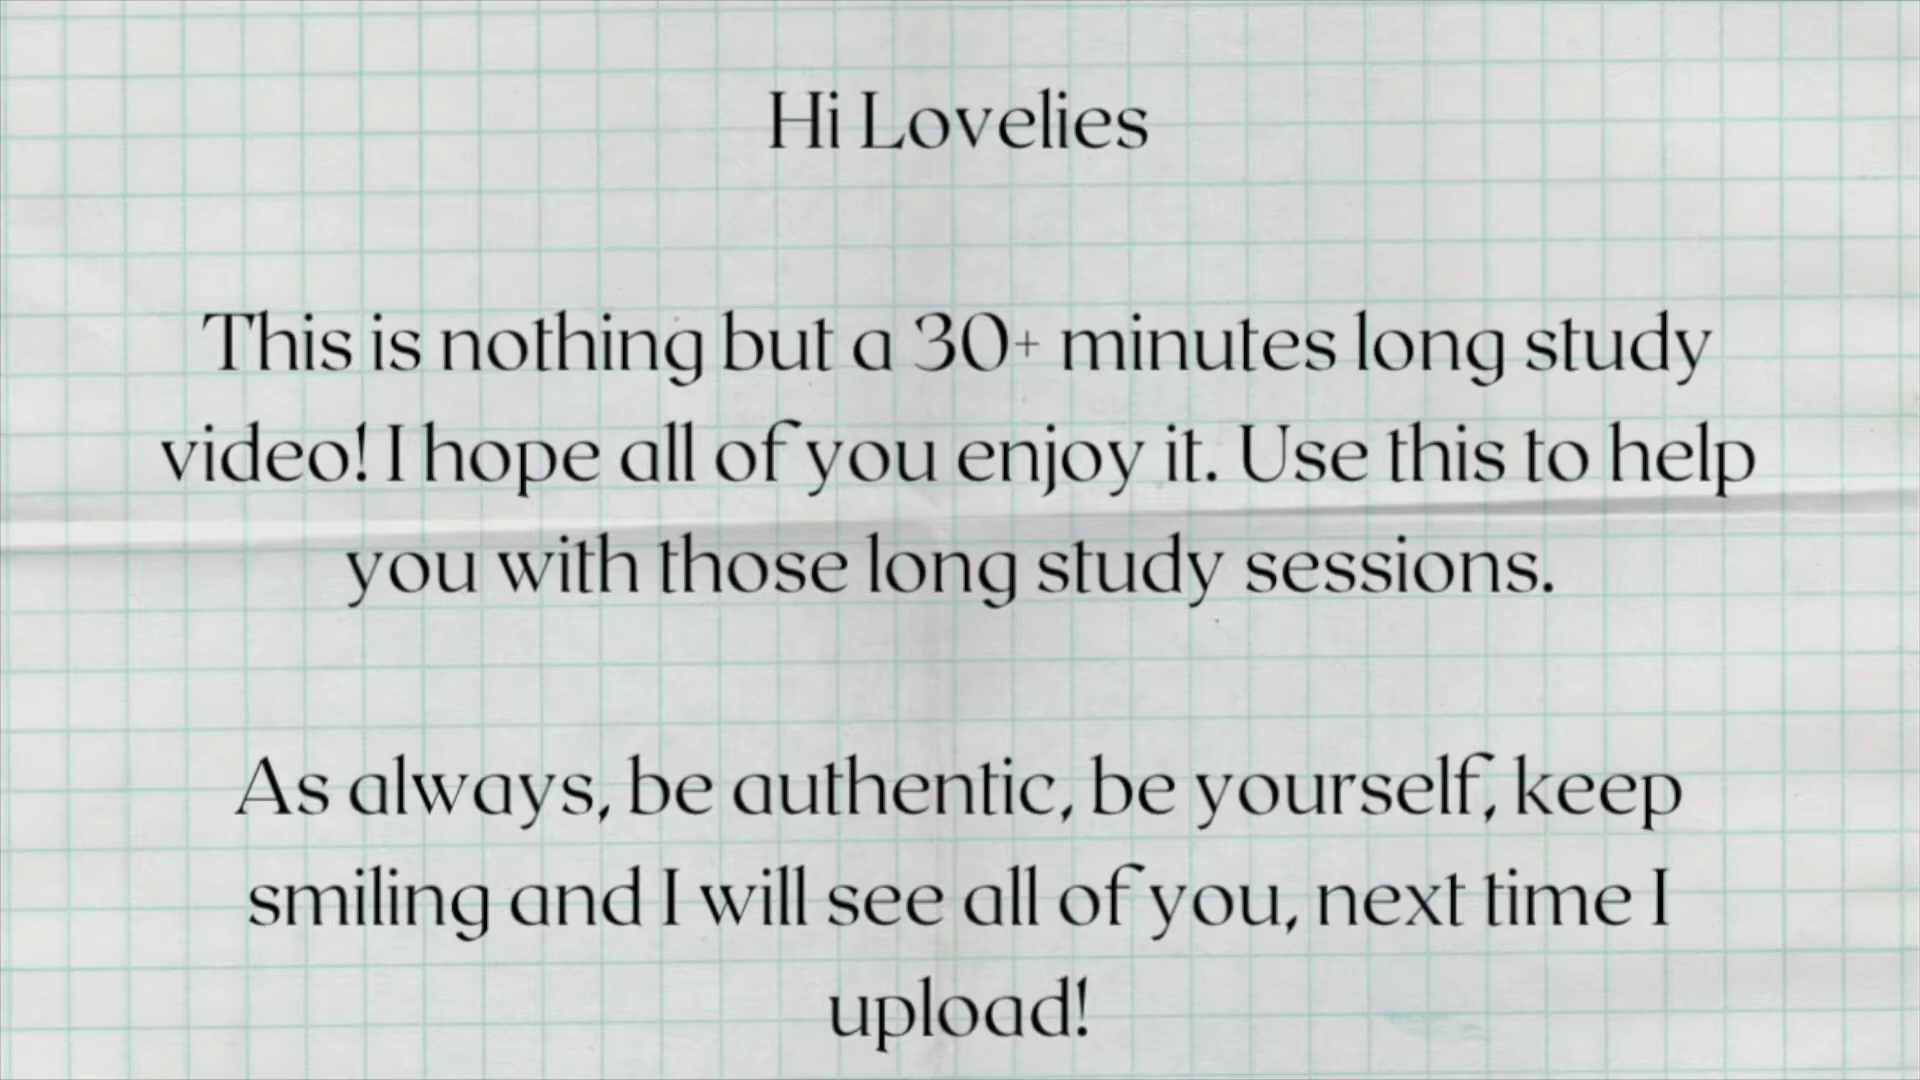 Hi Lovelies
This is nothing but a 30+ minutes long study
video! I hope all of you enjoy it. Use this to help
you with those long study sessions.
As always, be authentic, be yourself, keep
smiling and I will see all of you, next time I
upload!